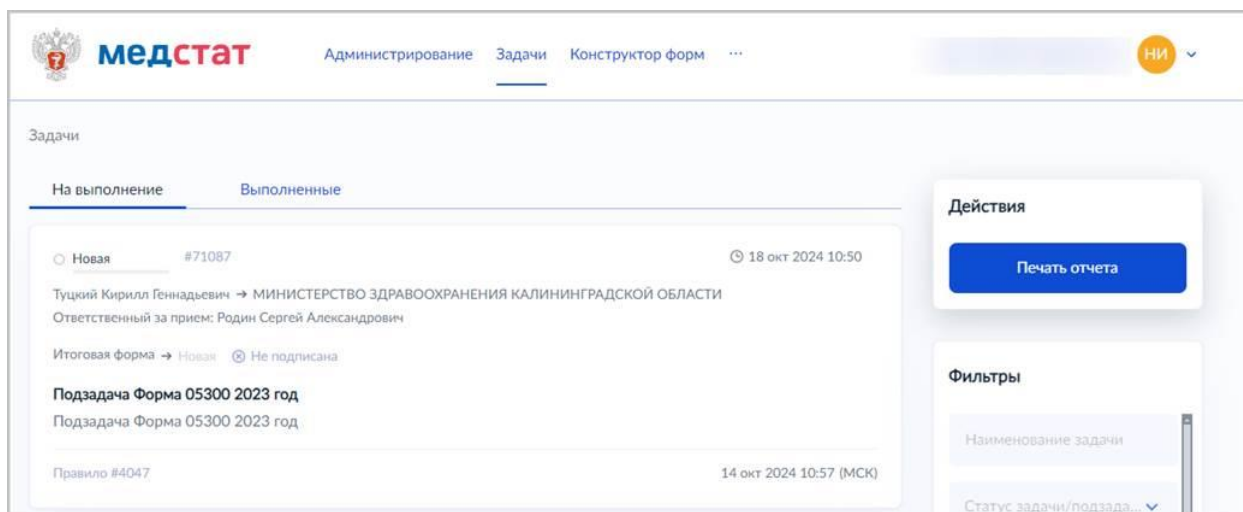 медстат
Администрирование Задачи Конструктор форм ...
НИ
Задачи
На выполнение Выполненные
Новая #71087 18 окт 2024 10:50
Туцкий Кирилл Геннадьевич → МИНИСТЕРСТВО ЗДРАВООХРАНЕНИЯ КАЛИНИНГРАДСКОЙ ОБЛАСТИ
Ответственный за прием: Родин Сергей Александрович
Итоговая форма → Новая Не подписана
Подзадача Форма 05300 2023 год
Подзадача Форма 05300 2023 год
Правило #4047 14 окт 2024 10:57 (МСК)
Действия
Печать отчета
Фильтры
Наименование задачи
Статус задачи/подзада...